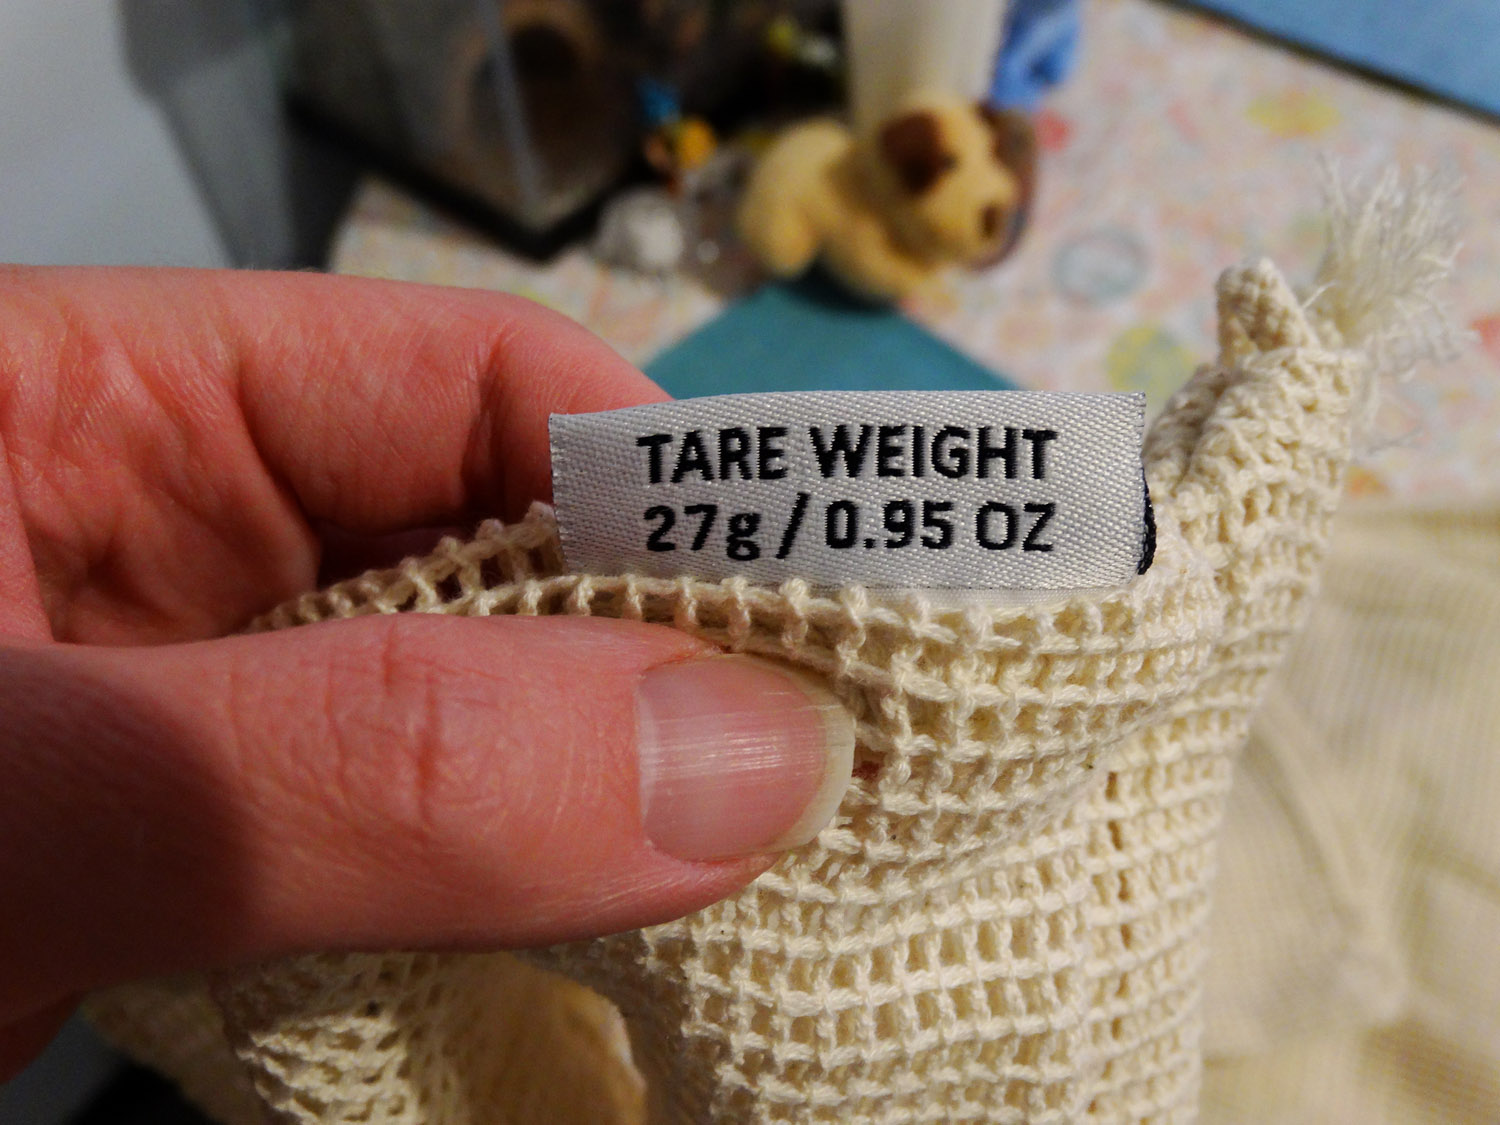 TARE WEIGHT
27g / 0.95 OZ